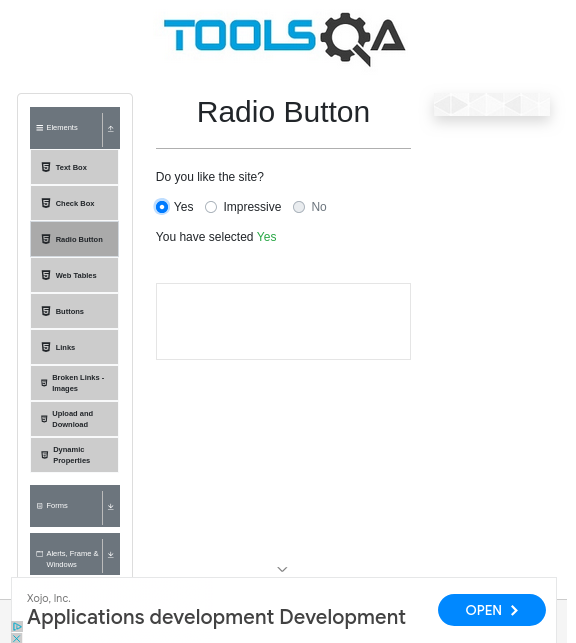 TOOLSQA
Elements
Text Box
Check Box
Radio Button
Web Tables
Buttons
Links
Broken Links -
Images
Upload and
Download
Dynamic
Properties
Forms
Alerts, Frame &
Windows
Radio Button
Do you like the site?
Yes
Impressive
No
You have selected Yes
Xojo, Inc.
Applications development Development
OPEN